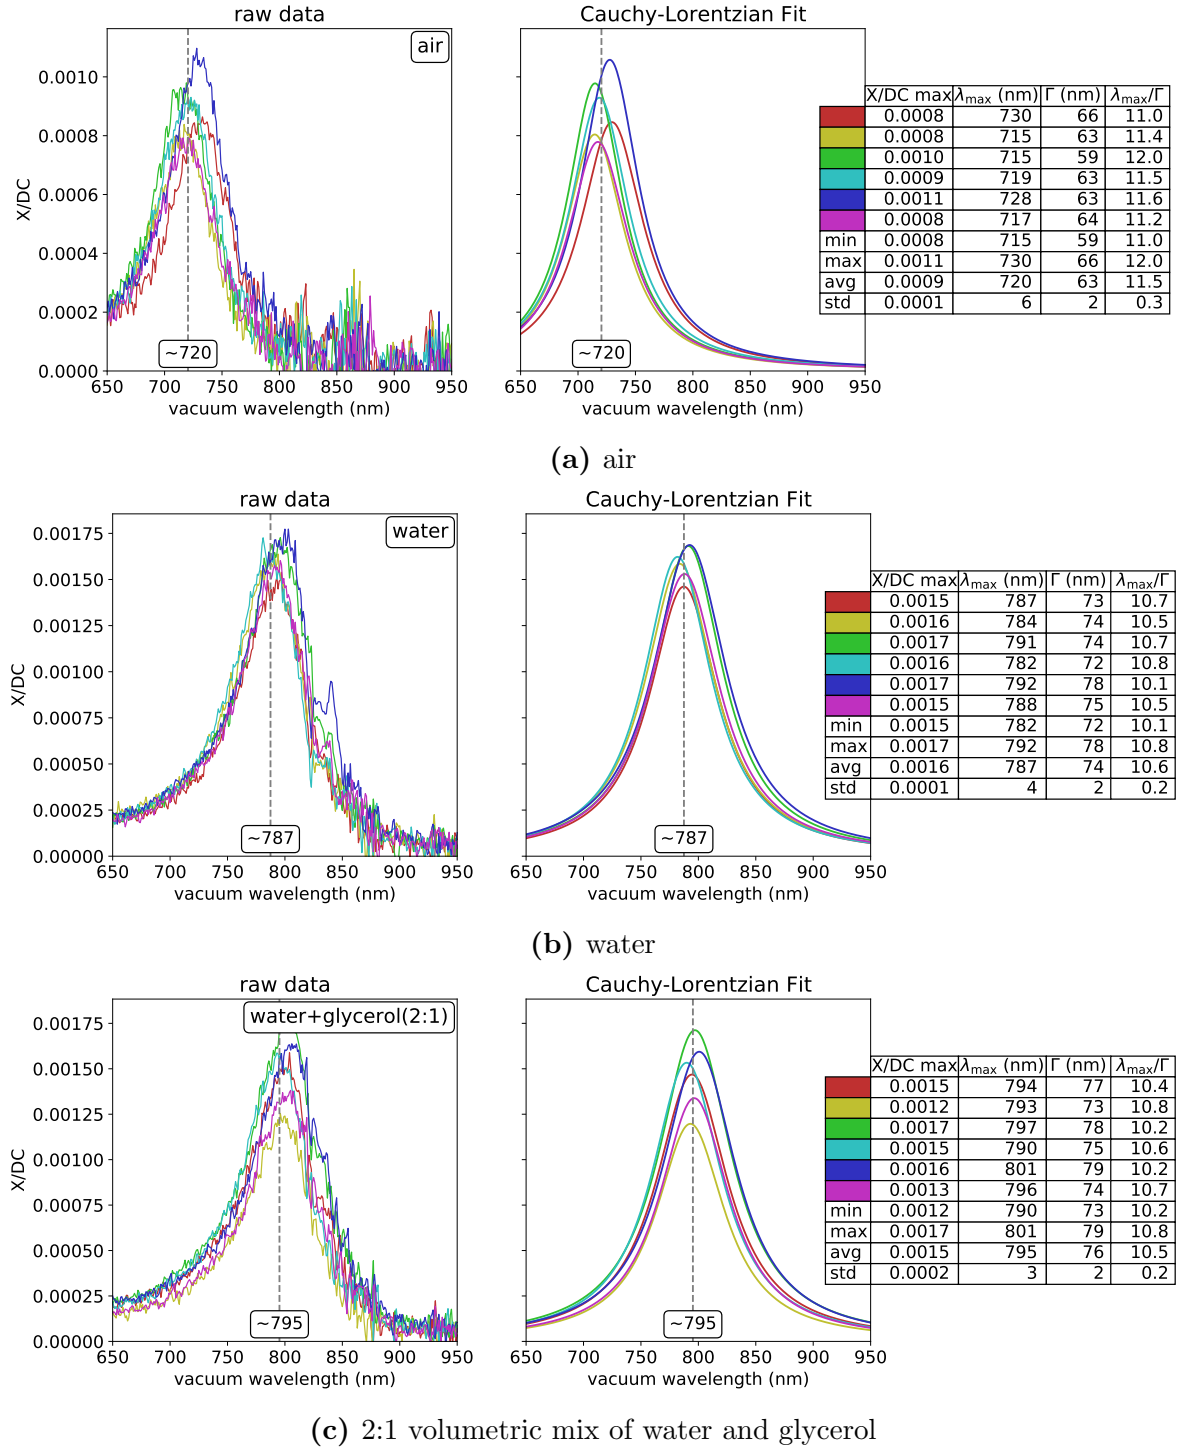 raw data
Cauchy-Lorentzian Fit
air
X/DC
0.0010
0.0008
0.0006
0.0004
0.0002
0.0000
~720
~720
650 700 750 800 850 900 950
650 700 750 800 850 900 950
vacuum wavelength (nm)
vacuum wavelength (nm)
X/DC max λmax (nm) Γ (nm) λmax/Γ
0.0008 730 66 11.0
0.0008 715 63 11.4
0.0010 715 59 12.0
0.0009 719 63 11.5
0.0011 728 63 11.6
0.0008 717 64 11.2
min 0.0008 715 59 11.0
max 0.0011 730 66 12.0
avg 0.0009 720 63 11.5
std 0.0001 6 2 0.3
(a) air
raw data
Cauchy-Lorentzian Fit
water
X/DC
0.00175
0.00150
0.00125
0.00100
0.00075
0.00050
0.00025
0.00000
~787
~787
650 700 750 800 850 900 950
650 700 750 800 850 900 950
vacuum wavelength (nm)
vacuum wavelength (nm)
X/DC max λmax (nm) Γ (nm) λmax/Γ
0.0015 787 73 10.7
0.0016 784 74 10.5
0.0017 791 74 10.7
0.0016 782 72 10.8
0.0017 792 78 10.1
0.0015 788 75 10.5
min 0.0015 782 72 10.1
max 0.0017 792 78 10.8
avg 0.0016 787 74 10.6
std 0.0001 4 2 0.2
(b) water
raw data
Cauchy-Lorentzian Fit
water+glycerol(2:1)
X/DC
0.00175
0.00150
0.00125
0.00100
0.00075
0.00050
0.00025
0.00000
~795
~795
650 700 750 800 850 900 950
650 700 750 800 850 900 950
vacuum wavelength (nm)
vacuum wavelength (nm)
X/DC max λmax (nm) Γ (nm) λmax/Γ
0.0015 794 77 10.4
0.0012 793 73 10.8
0.0017 797 78 10.2
0.0015 790 75 10.6
0.0016 801 79 10.2
0.0013 796 74 10.7
min 0.0012 790 73 10.2
max 0.0017 801 79 10.8
avg 0.0015 795 76 10.5
std 0.0002 3 2 0.2
(c) 2:1 volumetric mix of water and glycerol